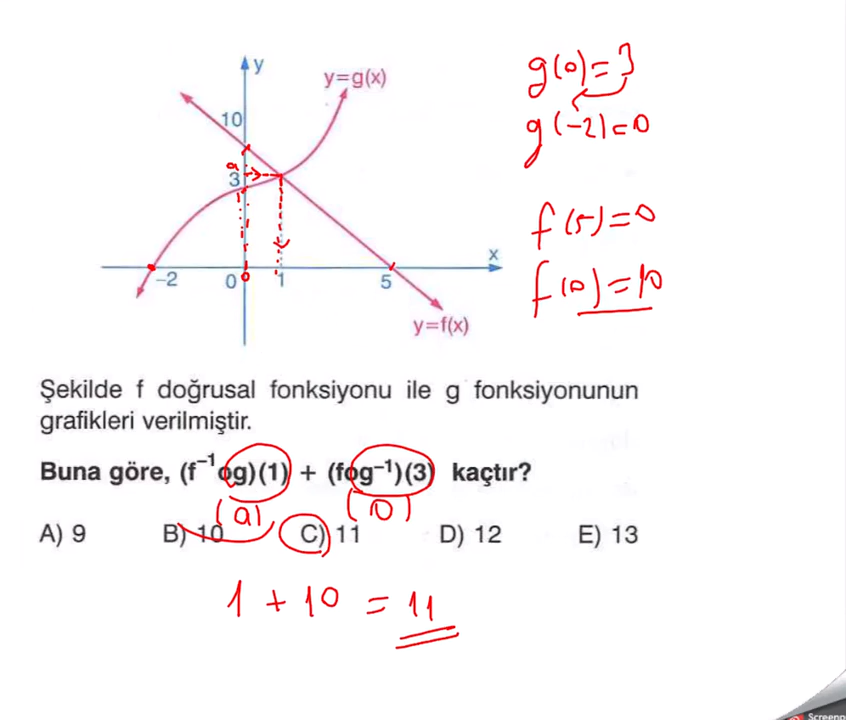 y
y=g(x)
10
a
3
x
-2
0
0
1
5
y=f(x)
g(0)=3
g(-2)=0
f(5)=0
f(0)=10
Şekilde f doğrusal fonksiyonu ile g fonksiyonunun
grafikleri verilmiştir.
Buna göre, (f⁻¹og)(1) + (fog⁻¹)(3) kaçtır?
(a) (0)
A) 9 B) 10 C) 11 D) 12 E) 13
1 + 10 = 11